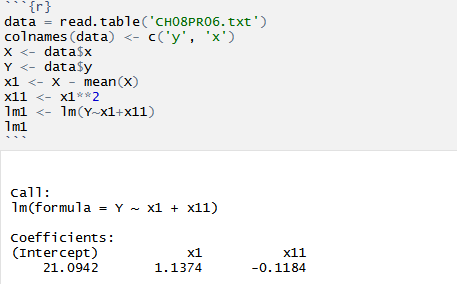 ```{r}
data = read.table('CH08PR06.txt')
colnames(data) <- c('y', 'x')
X <- data$x
Y <- data$y
x1 <- X - mean(X)
x11 <- x1**2
lm1 <- lm(Y~x1+x11)
lm1
```
Call:
lm(formula = Y ~ x1 + x11)
Coefficients:
(Intercept)           x1          x11
    21.0942       1.1374      -0.1184